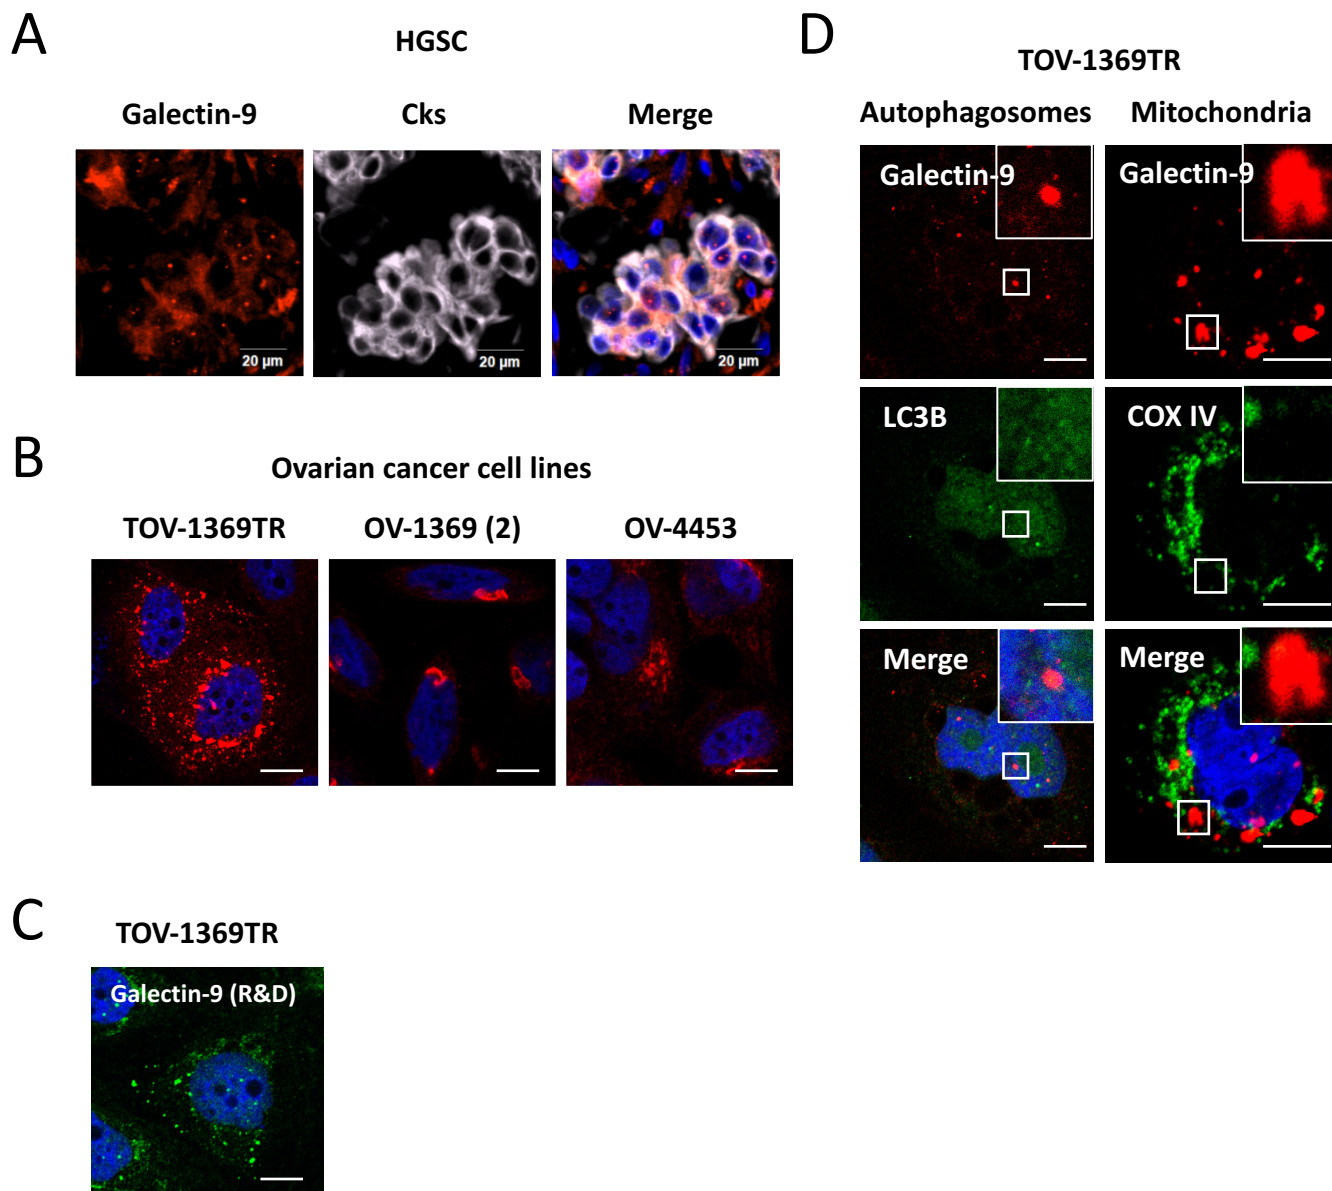 A
HGSC
Galectin-9 Cks Merge
20 µm 20 µm 20 µm
B
Ovarian cancer cell lines
TOV-1369TR OV-1369 (2) OV-4453
C
TOV-1369TR
Galectin-9 (R&D)
D
TOV-1369TR
Autophagosomes Mitochondria
Galectin-9 Galectin-9
LC3B COX IV
Merge Merge